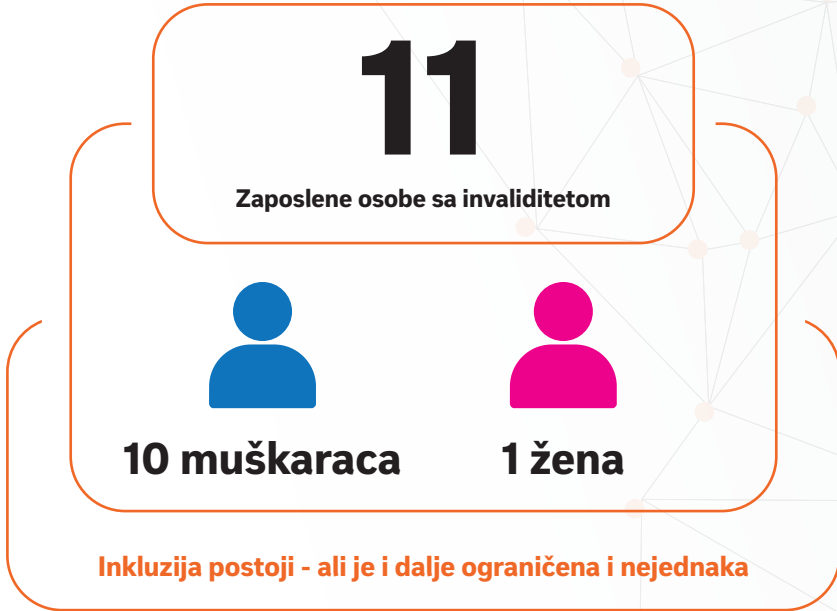 11
Zaposlene osobe sa invaliditetom
10 muškaraca
1 žena
Inkluzija postoji - ali je i dalje ograničena i nejednaka